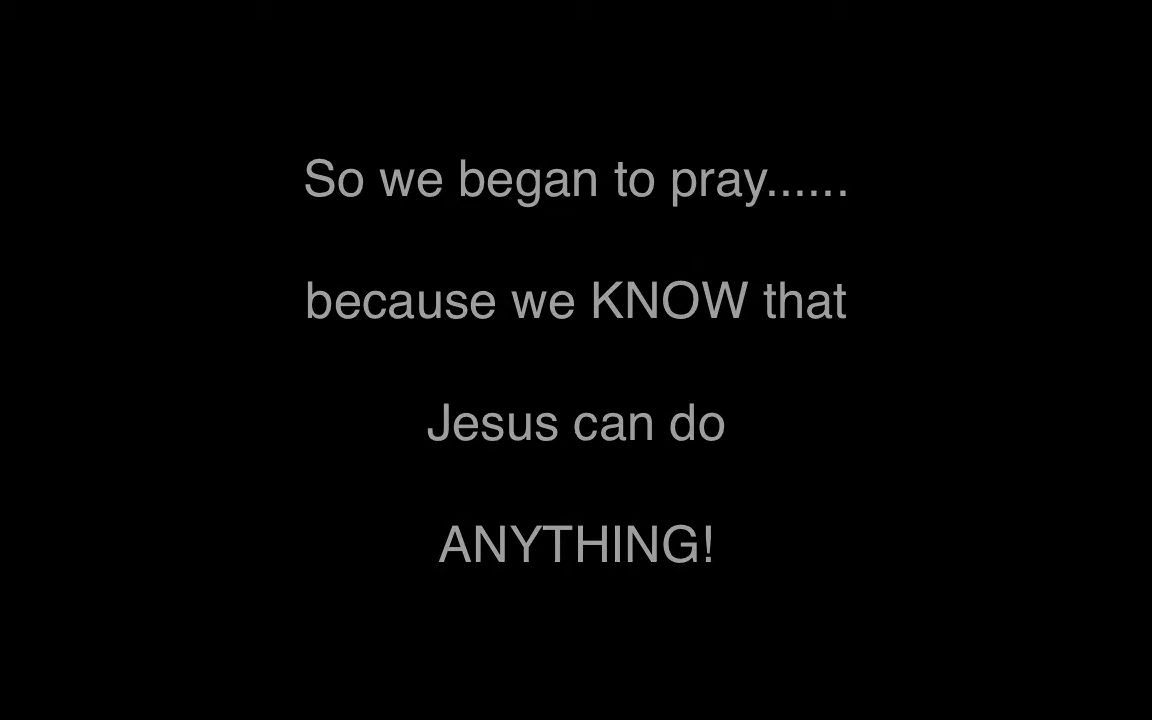 So we began to pray......
because we KNOW that
Jesus can do
ANYTHING!